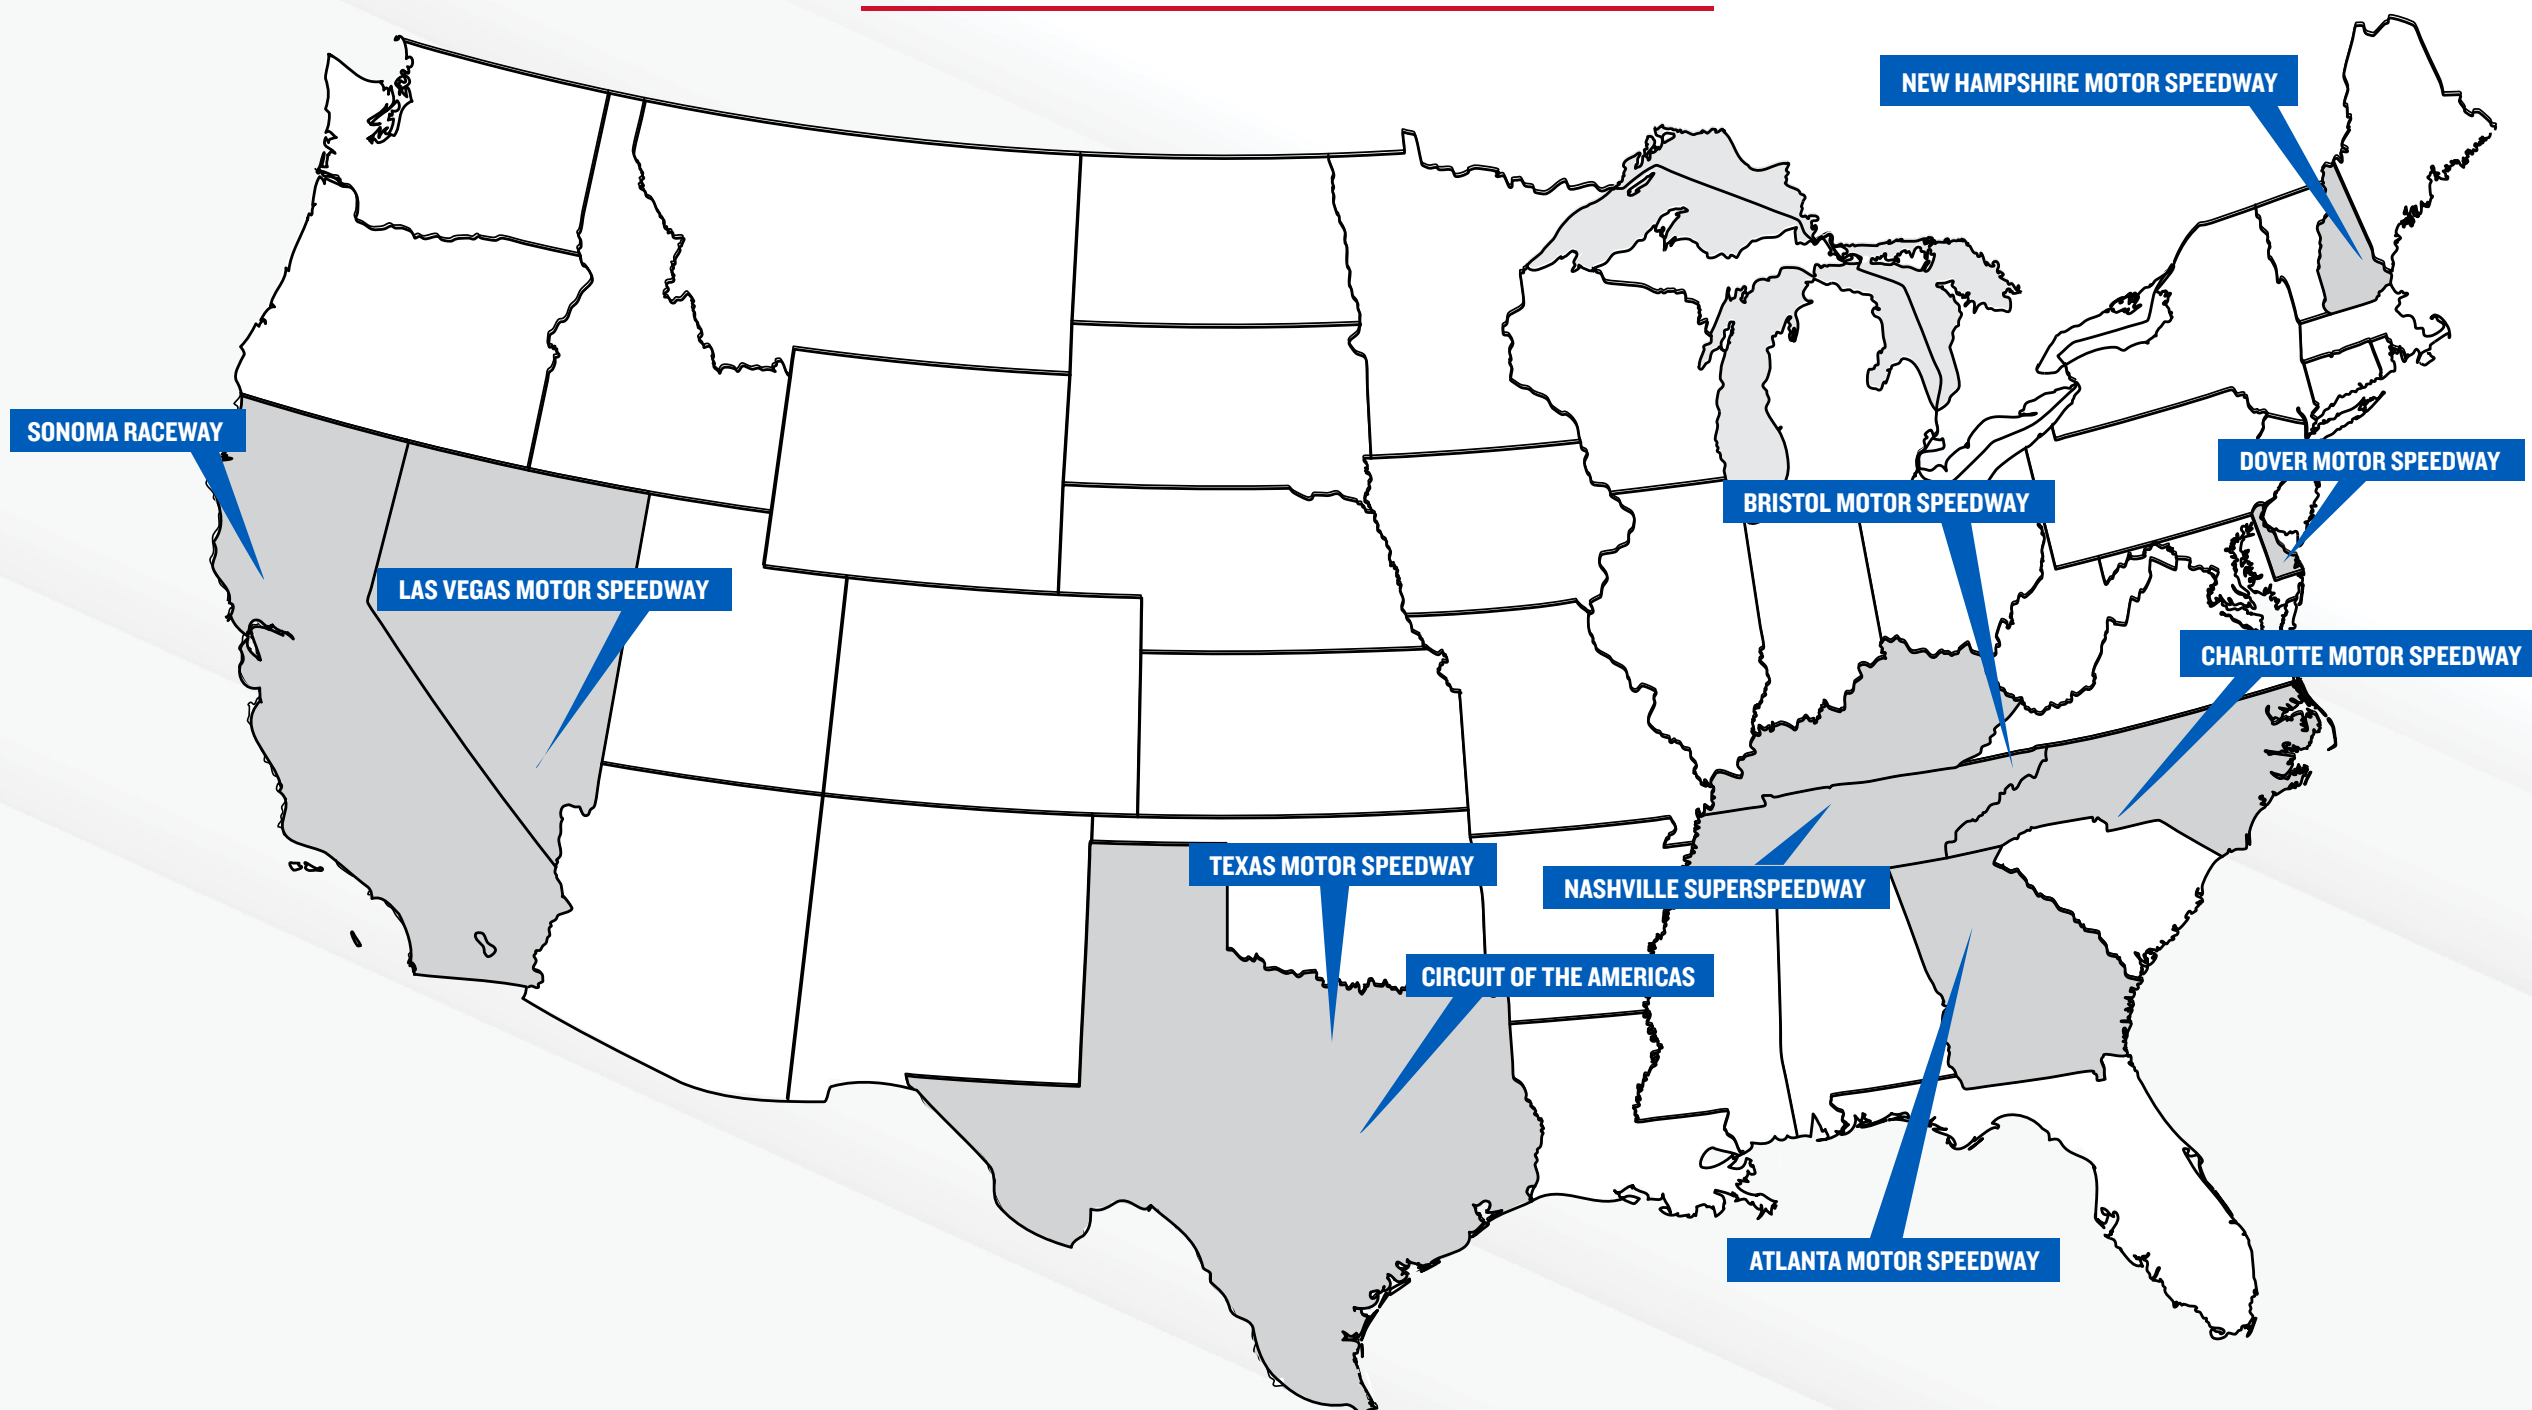 NEW HAMPSHIRE MOTOR SPEEDWAY
SONOMA RACEWAY
DOVER MOTOR SPEEDWAY
BRISTOL MOTOR SPEEDWAY
LAS VEGAS MOTOR SPEEDWAY
CHARLOTTE MOTOR SPEEDWAY
TEXAS MOTOR SPEEDWAY
NASHVILLE SUPERSPEEDWAY
CIRCUIT OF THE AMERICAS
ATLANTA MOTOR SPEEDWAY